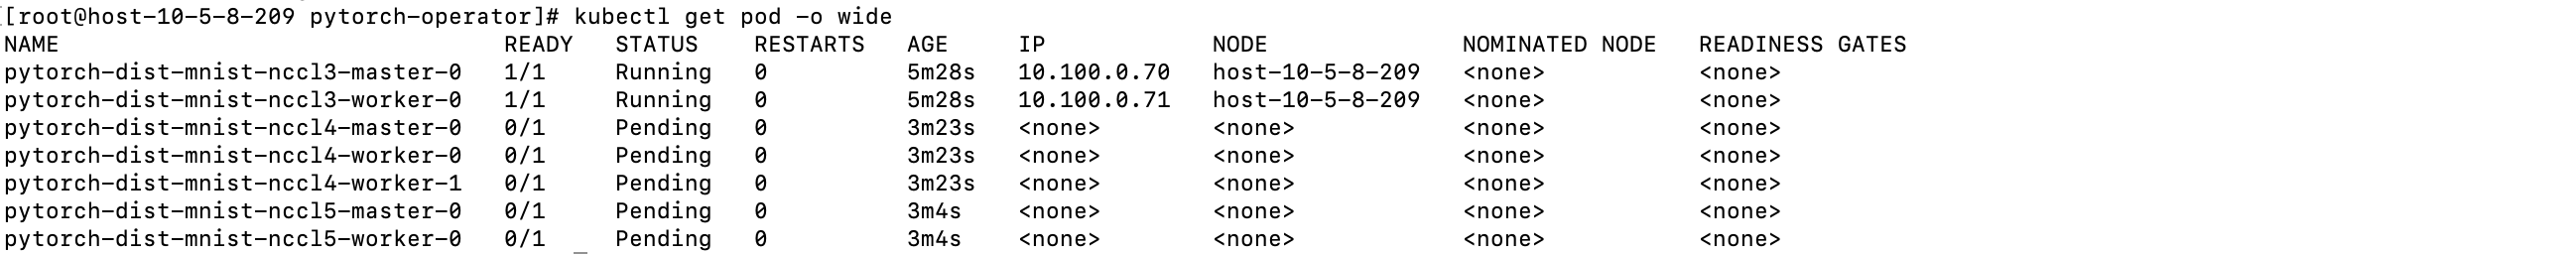 [root@host-10-5-8-209 pytorch-operator]# kubectl get pod -o wide
NAME READY STATUS RESTARTS AGE IP NODE NOMINATED NODE READINESS GATES
pytorch-dist-mnist-nccl3-master-0 1/1 Running 0 5m28s 10.100.0.70 host-10-5-8-209 <none> <none>
pytorch-dist-mnist-nccl3-worker-0 1/1 Running 0 5m28s 10.100.0.71 host-10-5-8-209 <none> <none>
pytorch-dist-mnist-nccl4-master-0 0/1 Pending 0 3m23s <none> <none> <none> <none>
pytorch-dist-mnist-nccl4-worker-0 0/1 Pending 0 3m23s <none> <none> <none> <none>
pytorch-dist-mnist-nccl4-worker-1 0/1 Pending 0 3m23s <none> <none> <none> <none>
pytorch-dist-mnist-nccl5-master-0 0/1 Pending 0 3m4s <none> <none> <none> <none>
pytorch-dist-mnist-nccl5-worker-0 0/1 Pending 0 3m4s <none> <none> <none> <none>